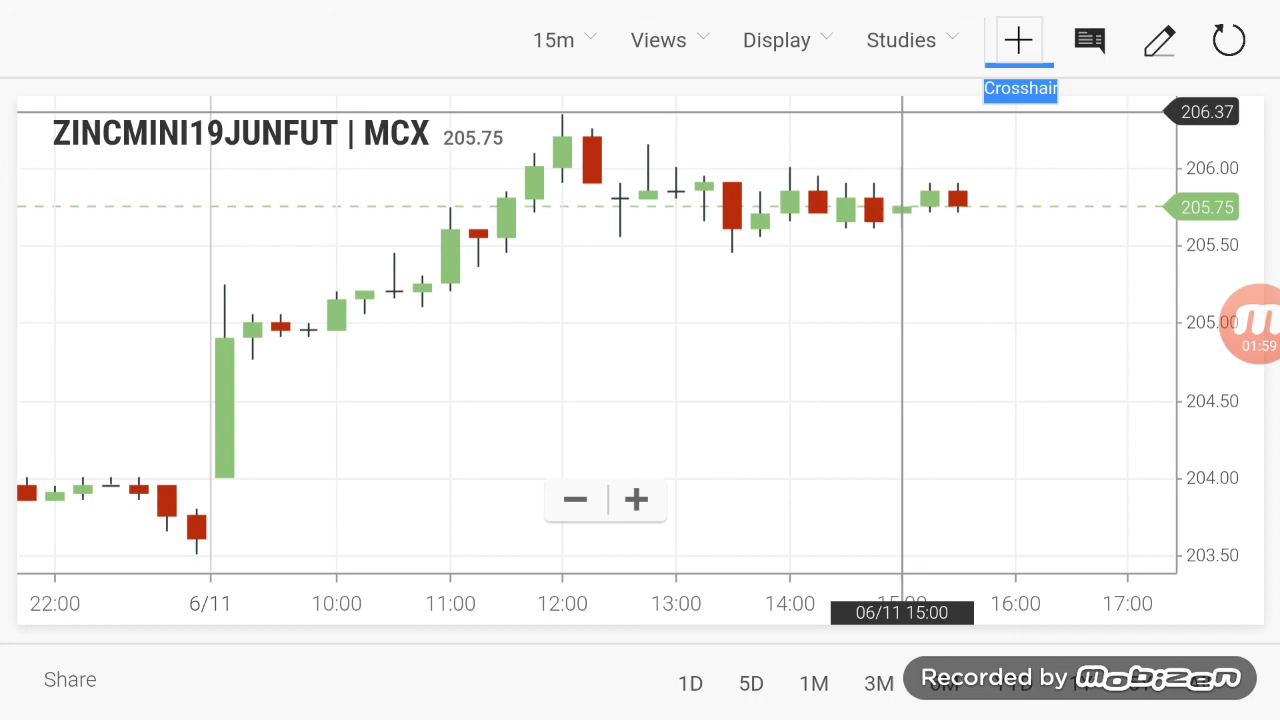 15m Views Display Studies
Crosshair
ZINCMINI19JUNFUT | MCX 205.75
206.37
206.00
205.75
205.50
205.00
01:59
204.50
204.00
203.50
22:00 6/11 10:00 11:00 12:00 13:00 14:00 15:00 16:00 17:00
06/11 15:00
Share 1D 5D 1M 3M
Recorded by mobizen